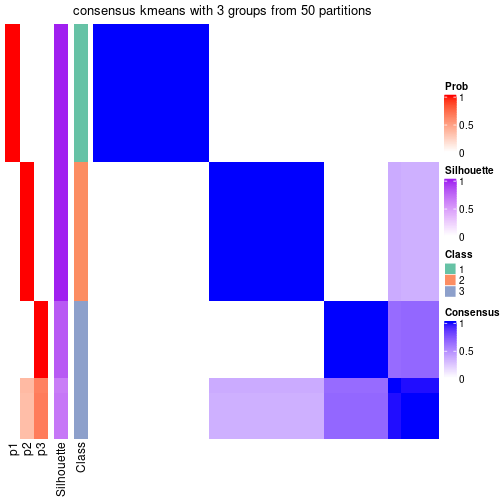 consensus kmeans with 3 groups from 50 partitions
Prob
1
0.5
0
Silhouette
1
0.5
0
Class
1
2
3
Consensus
1
0.5
0
p1
p2
p3
Silhouette
Class